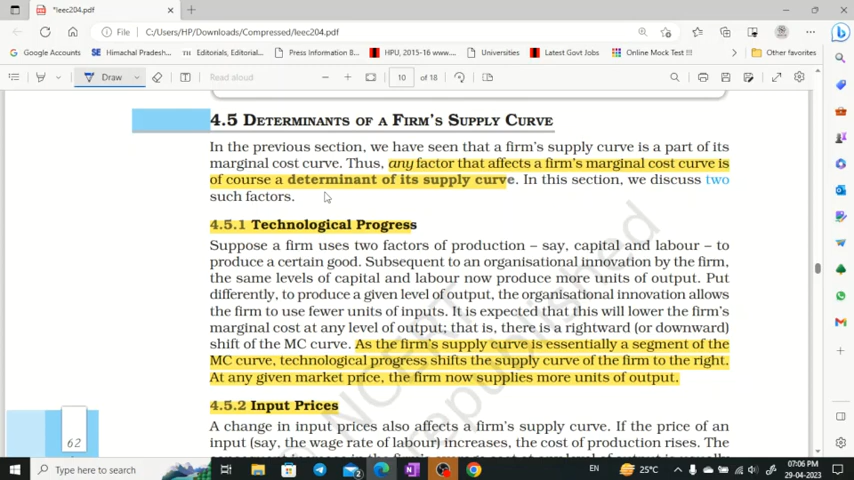 *leec204.pdf
File
C:/Users/HP/Downloads/Compressed/leec204.pdf
Google Accounts
Himachal Pradesh...
Editorials, Editorial...
Press Information B...
HPU, 2015-16 www....
Universities
Latest Govt Jobs
Online Mock Test !!!
Other favorites
Draw
Read aloud
10 of 18
4.5 DETERMINANTS OF A FIRM'S SUPPLY CURVE
In the previous section, we have seen that a firm's supply curve is a part of its
marginal cost curve. Thus, any factor that affects a firm's marginal cost curve is
of course a determinant of its supply curve. In this section, we discuss two
such factors.
4.5.1 Technological Progress
Suppose a firm uses two factors of production – say, capital and labour – to
produce a certain good. Subsequent to an organisational innovation by the firm,
the same levels of capital and labour now produce more units of output. Put
differently, to produce a given level of output, the organisational innovation allows
the firm to use fewer units of inputs. It is expected that this will lower the firm's
marginal cost at any level of output; that is, there is a rightward (or downward)
shift of the MC curve. As the firm's supply curve is essentially a segment of the
MC curve, technological progress shifts the supply curve of the firm to the right.
At any given market price, the firm now supplies more units of output.
4.5.2 Input Prices
A change in input prices also affects a firm's supply curve. If the price of an
input (say, the wage rate of labour) increases, the cost of production rises. The
62
republished
Type here to search
25°C
EN
07:06 PM
29-04-2023